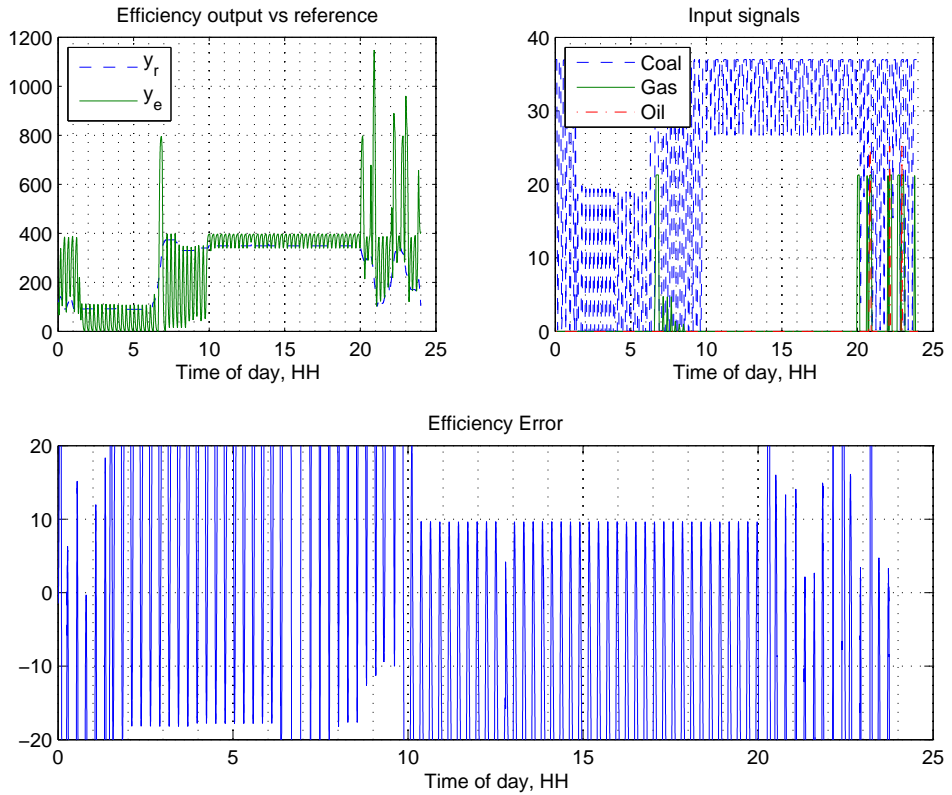 Efficiency output vs reference
1200
1000
800
600
400
200
0
y_r
y_e
0 5 10 15 20 25
Time of day, HH
Input signals
40
30
20
10
0
Coal
Gas
Oil
0 5 10 15 20 25
Time of day, HH
Efficiency Error
20
10
0
−10
−20
0 5 10 15 20 25
Time of day, HH